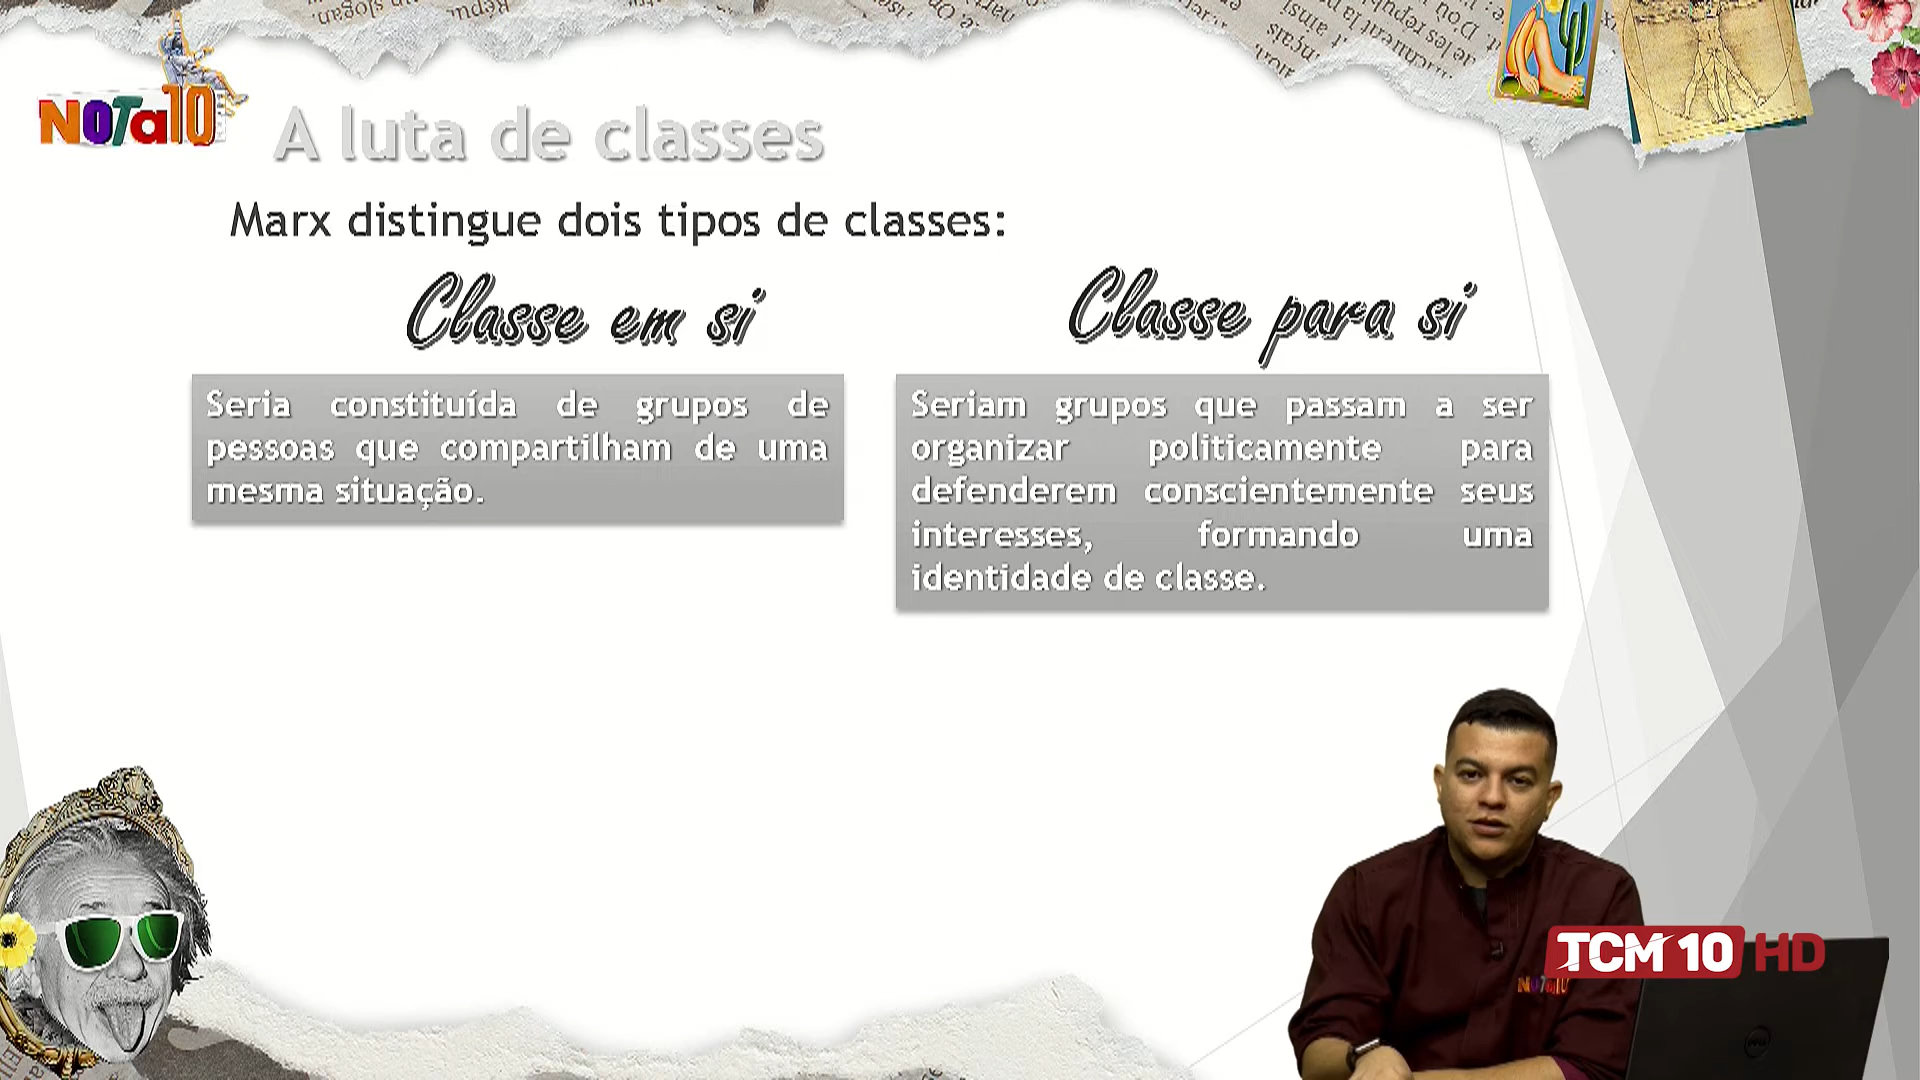 NOTa10
A luta de classes
Marx distingue dois tipos de classes:
Classe em si
Classe para si
Seria constituída de grupos de
pessoas que compartilham de uma
mesma situação.
Seriam grupos que passam a ser
organizar politicamente para
defenderem conscientemente seus
interesses, formando uma
identidade de classe.
TCM 10 HD
NOTa10
DELL